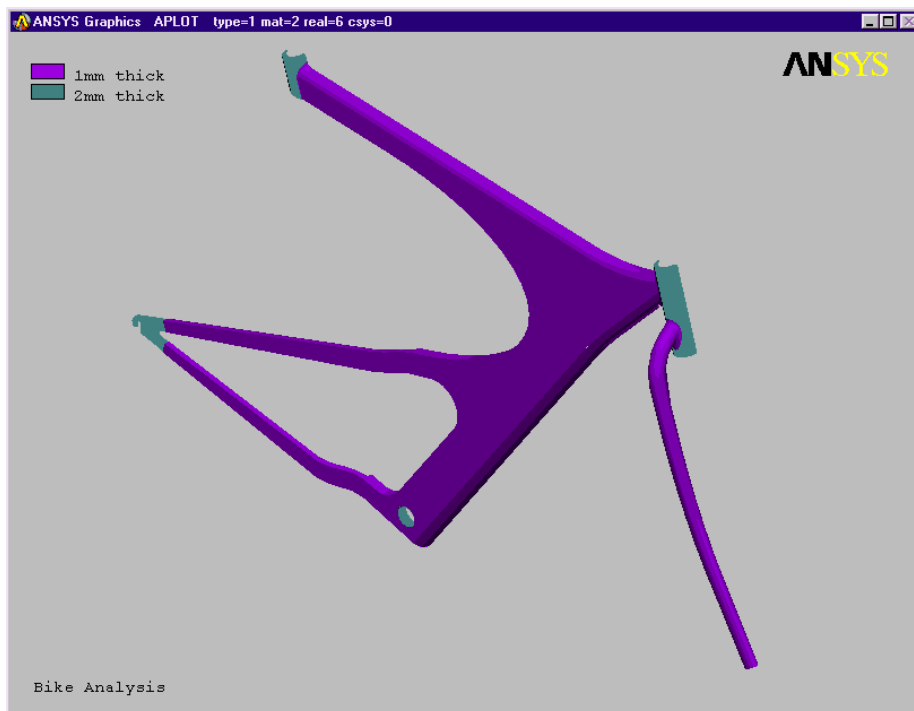 ANSYS Graphics APLOT type=1 mat=2 real=6 csys=0
ANSYS
1mm thick
2mm thick
Bike Analysis